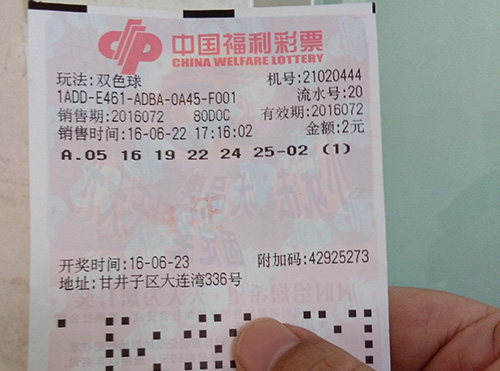 中国福利彩票
CHINA WELFARE LOTTERY
玩法:双色球 机号:21020444
1ADD-E461-ADBA-0A45-F001 流水号:20
销售期:2016072 80D0C 有效期:2016072
销售时间:16-06-22 17:16:02 金额:2元
A.05 16 19 22 24 25-02 (1)
开奖时间:16-06-23 附加码:42925273
地址:甘井子区大连湾336号